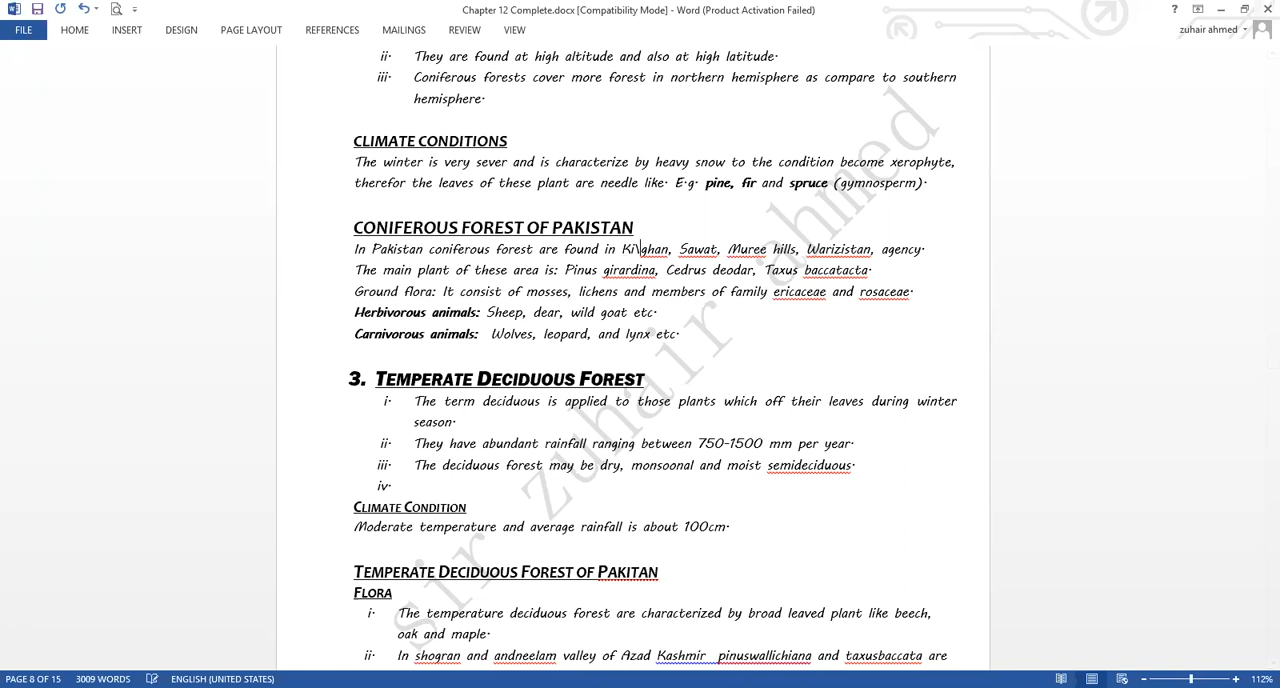 Chapter 12 Complete.docx [Compatibility Mode] - Word (Product Activation Failed)
FILE HOME INSERT DESIGN PAGE LAYOUT REFERENCES MAILINGS REVIEW VIEW zuhair ahmed
ii. They are found at high altitude and also at high latitude.
iii. Coniferous forests cover more forest in northern hemisphere as compare to southern
hemisphere.
CLIMATE CONDITIONS
The winter is very sever and is characterize by heavy snow to the condition become xerophyte,
therefor the leaves of these plant are needle like. E.g. pine, fir and spruce (gymnosperm).
CONIFEROUS FOREST OF PAKISTAN
In Pakistan coniferous forest are found in Ki\ghan, Sawat, Muree hills, Warizistan, agency.
The main plant of these area is: Pinus girardina, Cedrus deodar, Taxus baccatacta.
Ground flora: It consist of mosses, lichens and members of family ericaceae and rosaceae.
Herbivorous animals: Sheep, dear, wild goat etc.
Carnivorous animals: Wolves, leopard, and lynx etc.
3. TEMPERATE DECIDUOUS FOREST
i. The term deciduous is applied to those plants which off their leaves during winter
season.
ii. They have abundant rainfall ranging between 750-1500 mm per year.
iii. The deciduous forest may be dry, monsoonal and moist semideciduous.
iv.
CLIMATE CONDITION
Moderate temperature and average rainfall is about 100cm.
TEMPERATE DECIDUOUS FOREST OF PAKITAN
FLORA
i. The temperature deciduous forest are characterized by broad leaved plant like beech,
oak and maple.
ii. In shogran and andneelam valley of Azad Kashmir pinuswallichiana and taxusbaccata are
sir zuhair ahmed
PAGE 8 OF 15 3009 WORDS ENGLISH (UNITED STATES) 112%